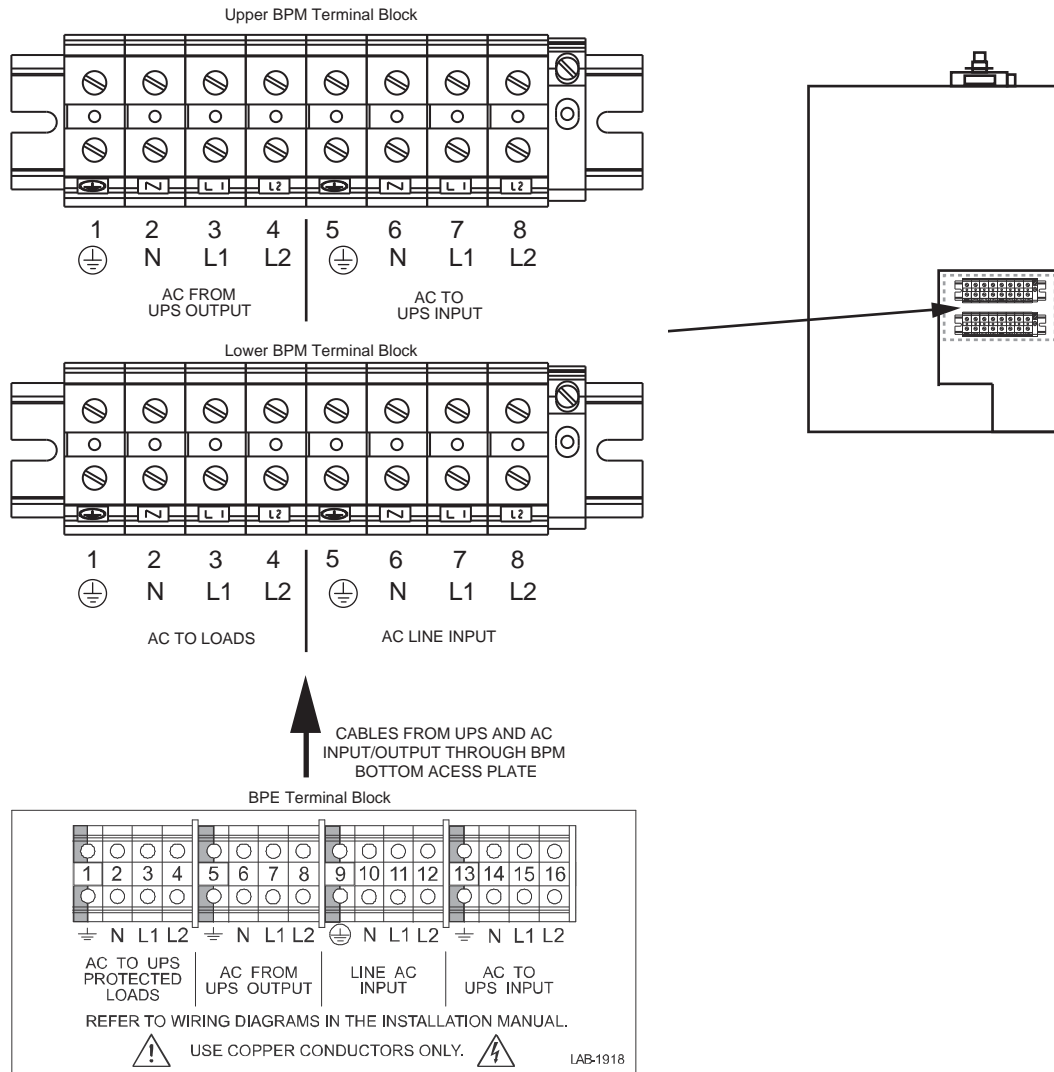 Upper BPM Terminal Block
N L1 L2 N L1 L2
1 2 3 4 5 6 7 8
N L1 L2 N L1 L2
AC FROM
UPS OUTPUT
AC TO
UPS INPUT
Lower BPM Terminal Block
N L1 L2 N L1 L2
1 2 3 4 5 6 7 8
N L1 L2 N L1 L2
AC TO LOADS
AC LINE INPUT
CABLES FROM UPS AND AC
INPUT/OUTPUT THROUGH BPM
BOTTOM ACESS PLATE
BPE Terminal Block
1 2 3 4 5 6 7 8 9 10 11 12 13 14 15 16
N L1 L2 N L1 L2 N L1 L2 N L1 L2
AC TO UPS
PROTECTED
LOADS
AC FROM
UPS OUTPUT
LINE AC
INPUT
AC TO
UPS INPUT
REFER TO WIRING DIAGRAMS IN THE INSTALLATION MANUAL.
USE COPPER CONDUCTORS ONLY.
LAB-1918